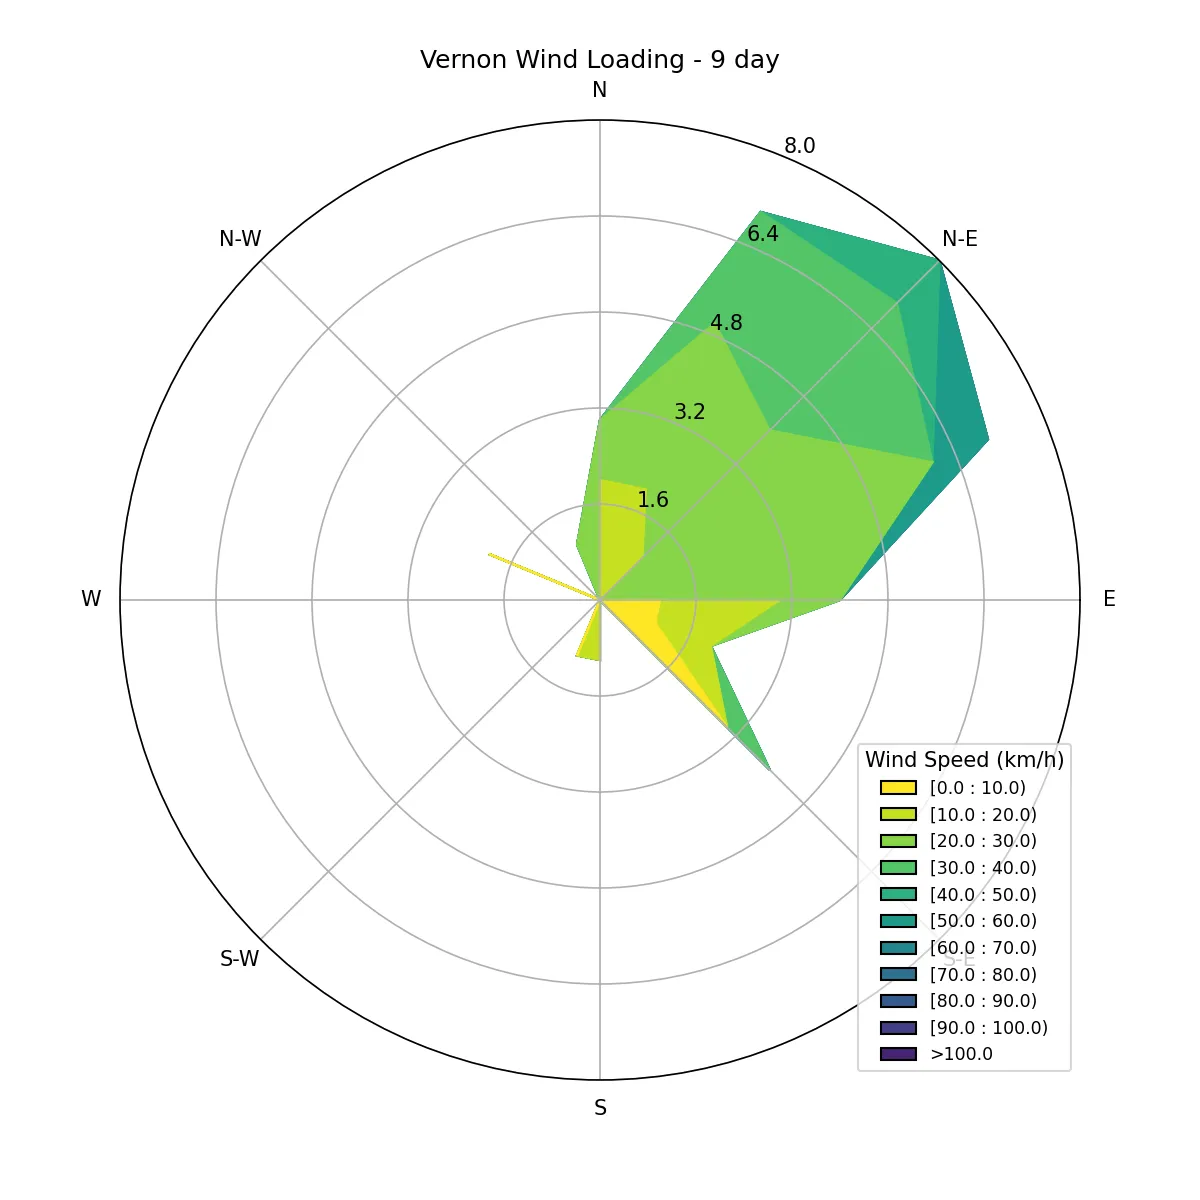 Vernon Wind Loading - 9 day
N
8.0
N-W
6.4
N-E
4.8
3.2
1.6
W
E
Wind Speed (km/h)
[0.0 : 10.0)
[10.0 : 20.0)
[20.0 : 30.0)
[30.0 : 40.0)
[40.0 : 50.0)
[50.0 : 60.0)
[60.0 : 70.0)
S-W
S-E
[70.0 : 80.0)
[80.0 : 90.0)
[90.0 : 100.0)
>100.0
S